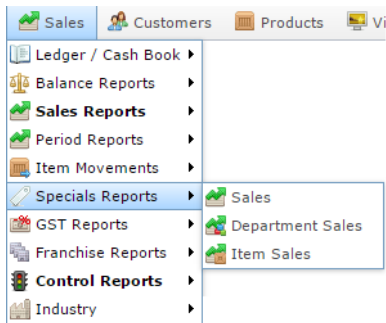 Sales Customers Products
Ledger / Cash Book
Balance Reports
Sales Reports
Period Reports
Item Movements
Specials Reports Sales
GST Reports Department Sales
Franchise Reports Item Sales
Control Reports
Industry